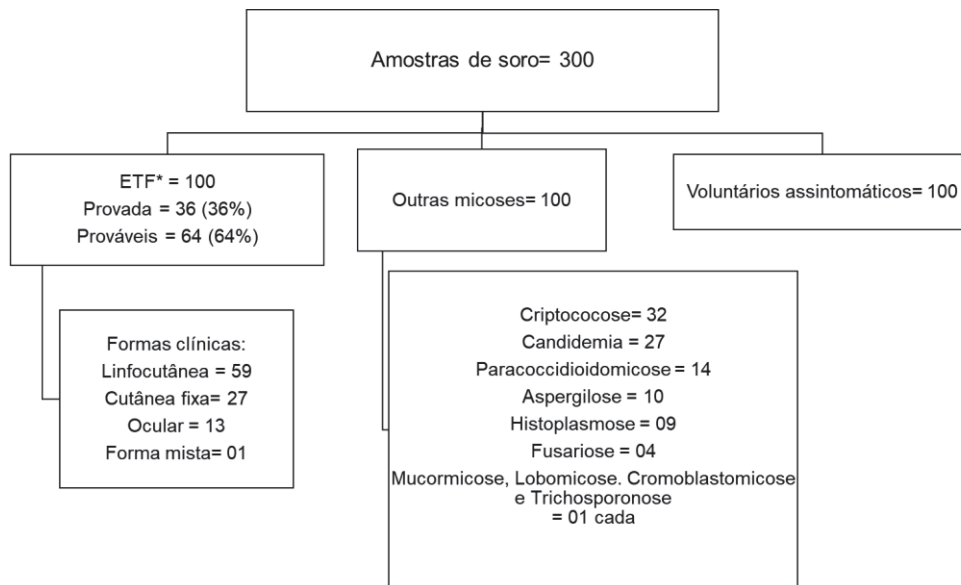 Amostras de soro= 300
ETF* = 100
Provada = 36 (36%)
Prováveis = 64 (64%)
Outras micoses= 100
Voluntários assintomáticos= 100
Formas clínicas:
Linfocutânea = 59
Cutânea fixa= 27
Ocular = 13
Forma mista= 01
Criptococose= 32
Candidemia = 27
Paracoccidioidomicose = 14
Aspergilose = 10
Histoplasmose = 09
Fusariose = 04
Mucormicose, Lobomicose. Cromoblastomicose
e Trichosporonose
= 01 cada